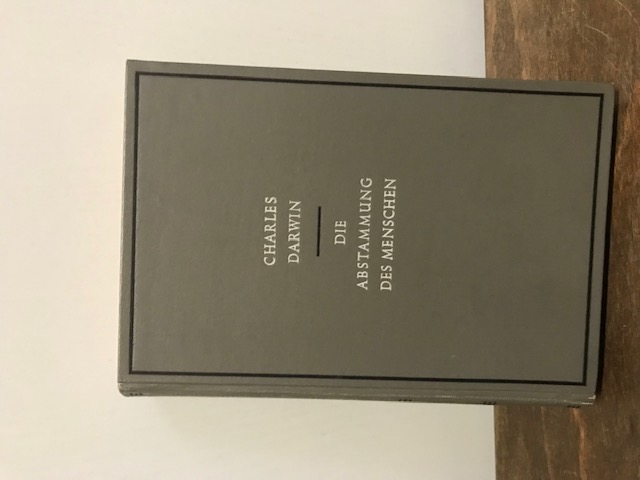 CHARLES
DARWIN
DIE
ABSTAMMUNG
DES MENSCHEN